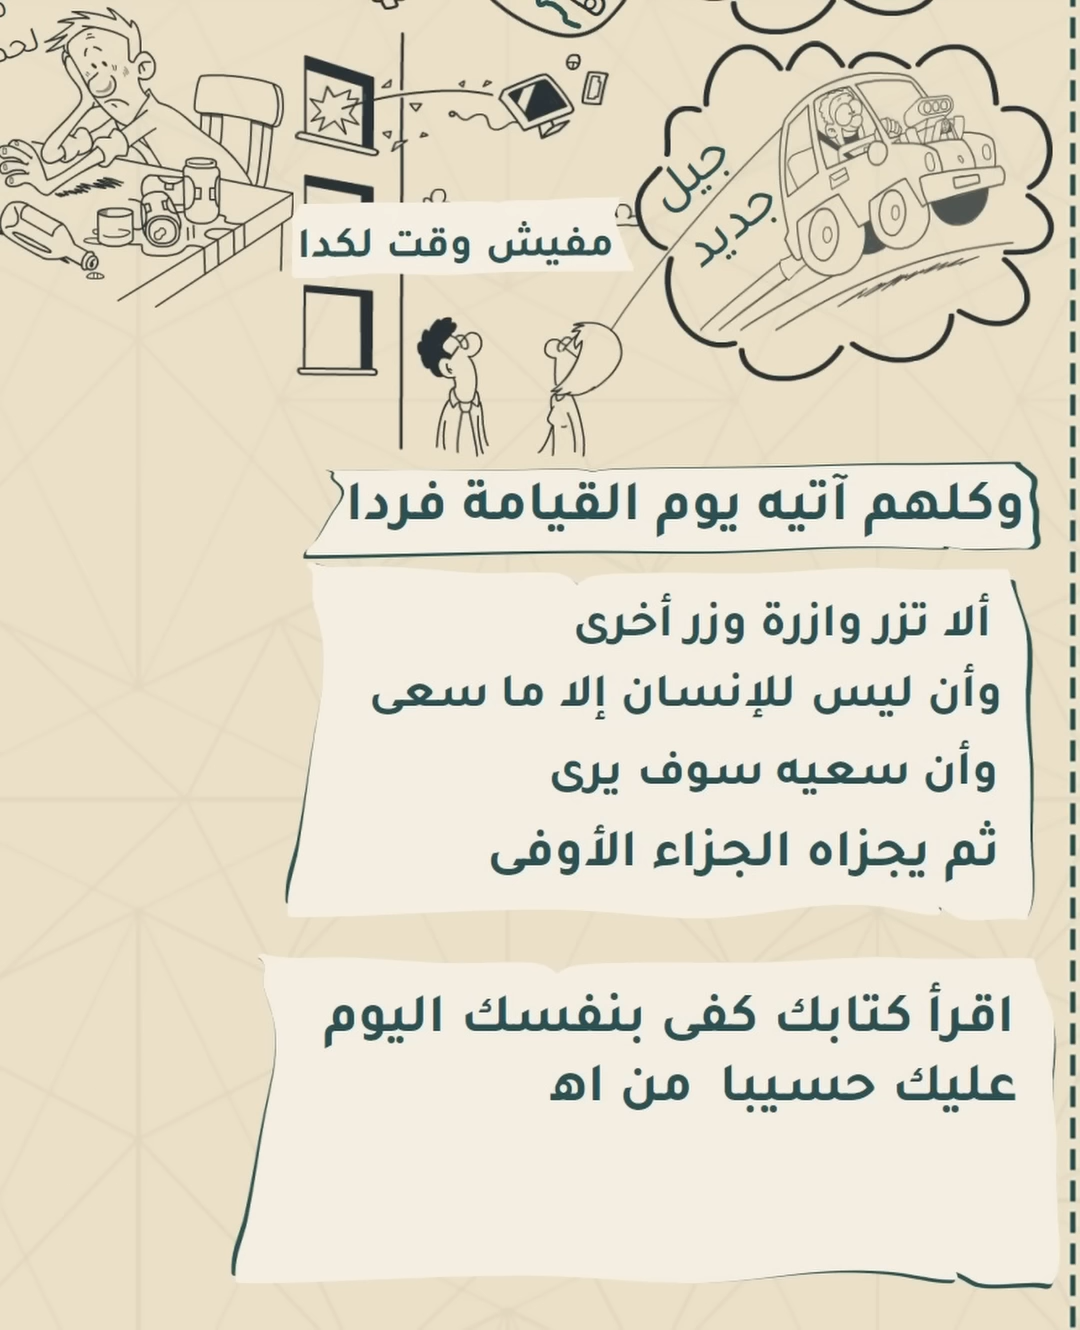 جيل
جديد
مفيش وقت لكدا
وكلهم آتيه يوم القيامة فردا
ألا تزر وازرة وزر أخرى
وأن ليس للإنسان إلا ما سعى
وأن سعيه سوف يرى
ثم يجزاه الجزاء الأوفى
اقرأ كتابك كفى بنفسك اليوم
عليك حسيبا من اه